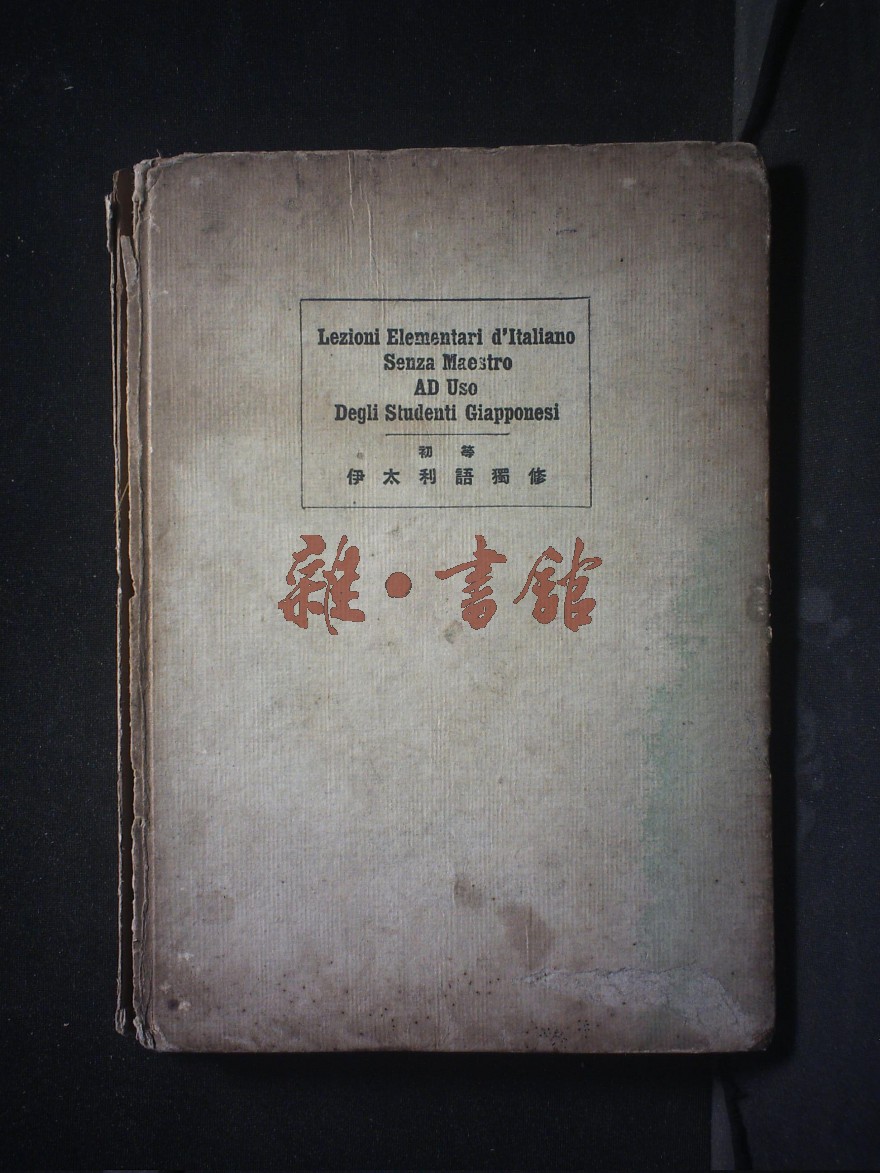 Lezioni Elementari d'Italiano
Senza Maestro
AD Uso
Degli Studenti Giapponesi
初等
伊太利語獨修
雜·書館